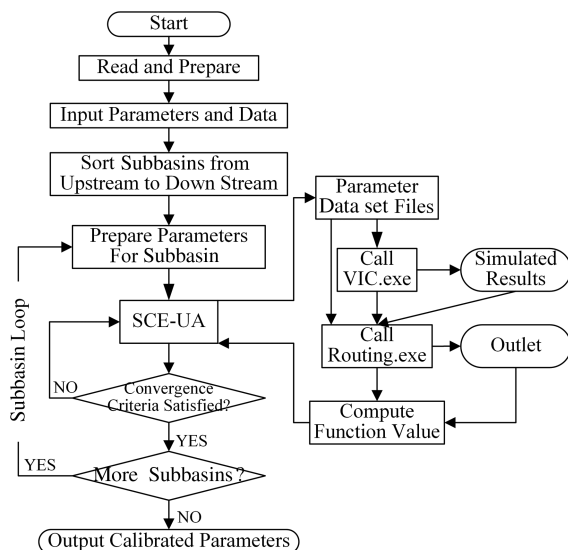 Start
Read and Prepare
Input Parameters and Data
Sort Subbasins from
Upstream to Down Stream
Prepare Parameters
For Subbasin
SCE-UA
Convergence
Criteria Satisfied?
NO
YES
More Subbasins?
YES
NO
Output Calibrated Parameters
Subbasin Loop
Parameter
Data set Files
Call
VIC.exe
Simulated
Results
Call
Routing.exe
Outlet
Compute
Function Value